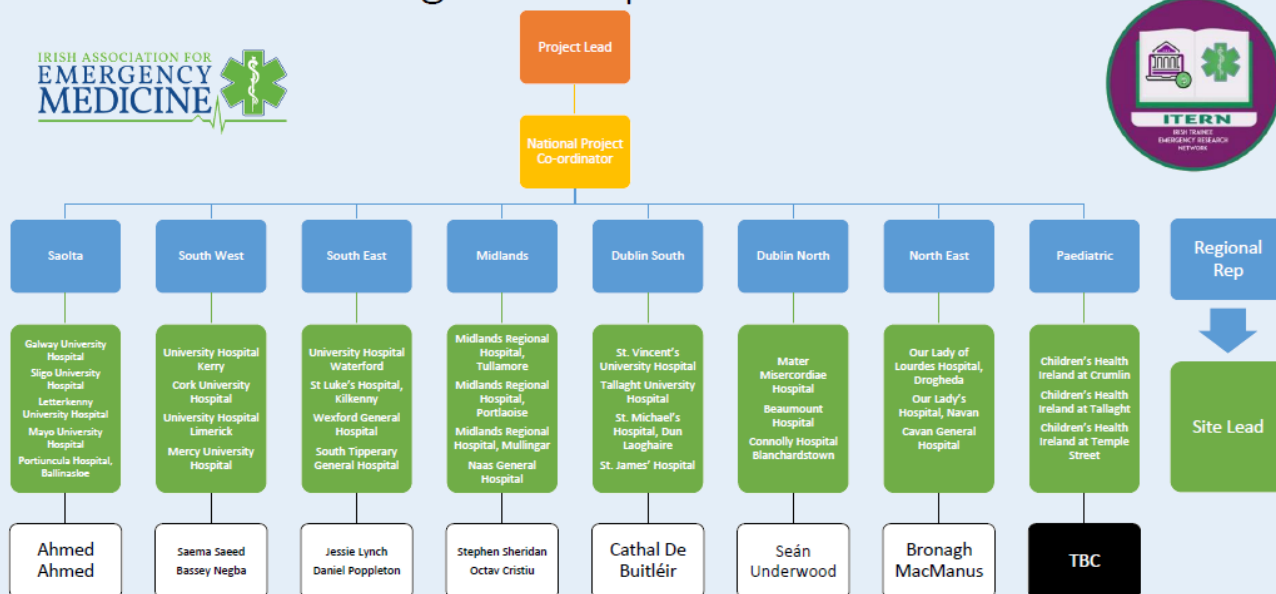 IRISH ASSOCIATION FOR
EMERGENCY
MEDICINE
Project Lead
ITERN
IRISH TRAINEE
EMERGENCY RESEARCH
NETWORK
National Project
Co-ordinator
Saolta
South West
South East
Midlands
Dublin South
Dublin North
North East
Paediatric
Regional
Rep
Galway University
Hospital
Sligo University
Hospital
Letterkenny
University Hospital
Mayo University
Hospital
Portiuncula Hospital,
Ballinasloe
University Hospital
Kerry
Cork University
Hospital
University Hospital
Limerick
Mercy University
Hospital
University Hospital
Waterford
St Luke's Hospital,
Kilkenny
Wexford General
Hospital
South Tipperary
General Hospital
Midlands Regional
Hospital,
Tullamore
Midlands Regional
Hospital,
Portlaoise
Midlands Regional
Hospital, Mullingar
Naas General
Hospital
St. Vincent's
University Hospital
Tallaght University
Hospital
St. Michael's
Hospital, Dun
Laoghaire
St. James' Hospital
Mater
Misercordiae
Hospital
Beaumount
Hospital
Connolly Hospital
Blanchardstown
Our Lady of
Lourdes Hospital,
Drogheda
Our Lady's
Hospital, Navan
Cavan General
Hospital
Children's Health
Ireland at Crumlin
Children's Health
Ireland at Tallaght
Children's Health
Ireland at Temple
Street
Site Lead
Ahmed
Ahmed
Saema Saeed
Bassey Negba
Jessie Lynch
Daniel Poppleton
Stephen Sheridan
Octav Cristiu
Cathal De
Buitléir
Seán
Underwood
Bronagh
MacManus
TBC